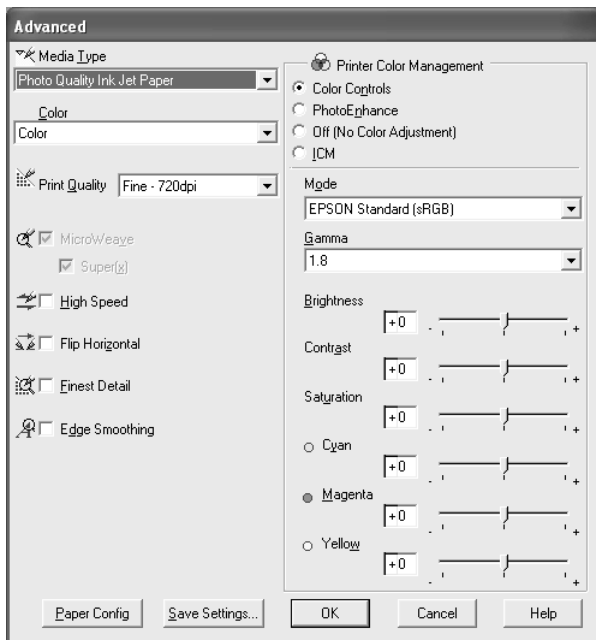 Advanced
Media Type
Photo Quality Ink Jet Paper
Color
Color
Print Quality
Fine - 720dpi
MicroWeave
Super(x)
High Speed
Flip Horizontal
Finest Detail
Edge Smoothing
Printer Color Management
Color Controls
PhotoEnhance
Off (No Color Adjustment)
ICM
Mode
EPSON Standard (sRGB)
Gamma
1.8
Brightness
+0
- +
Contrast
+0
- +
Saturation
+0
- +
Cyan
+0
- +
Magenta
+0
- +
Yellow
+0
- +
Paper Config
Save Settings...
OK
Cancel
Help